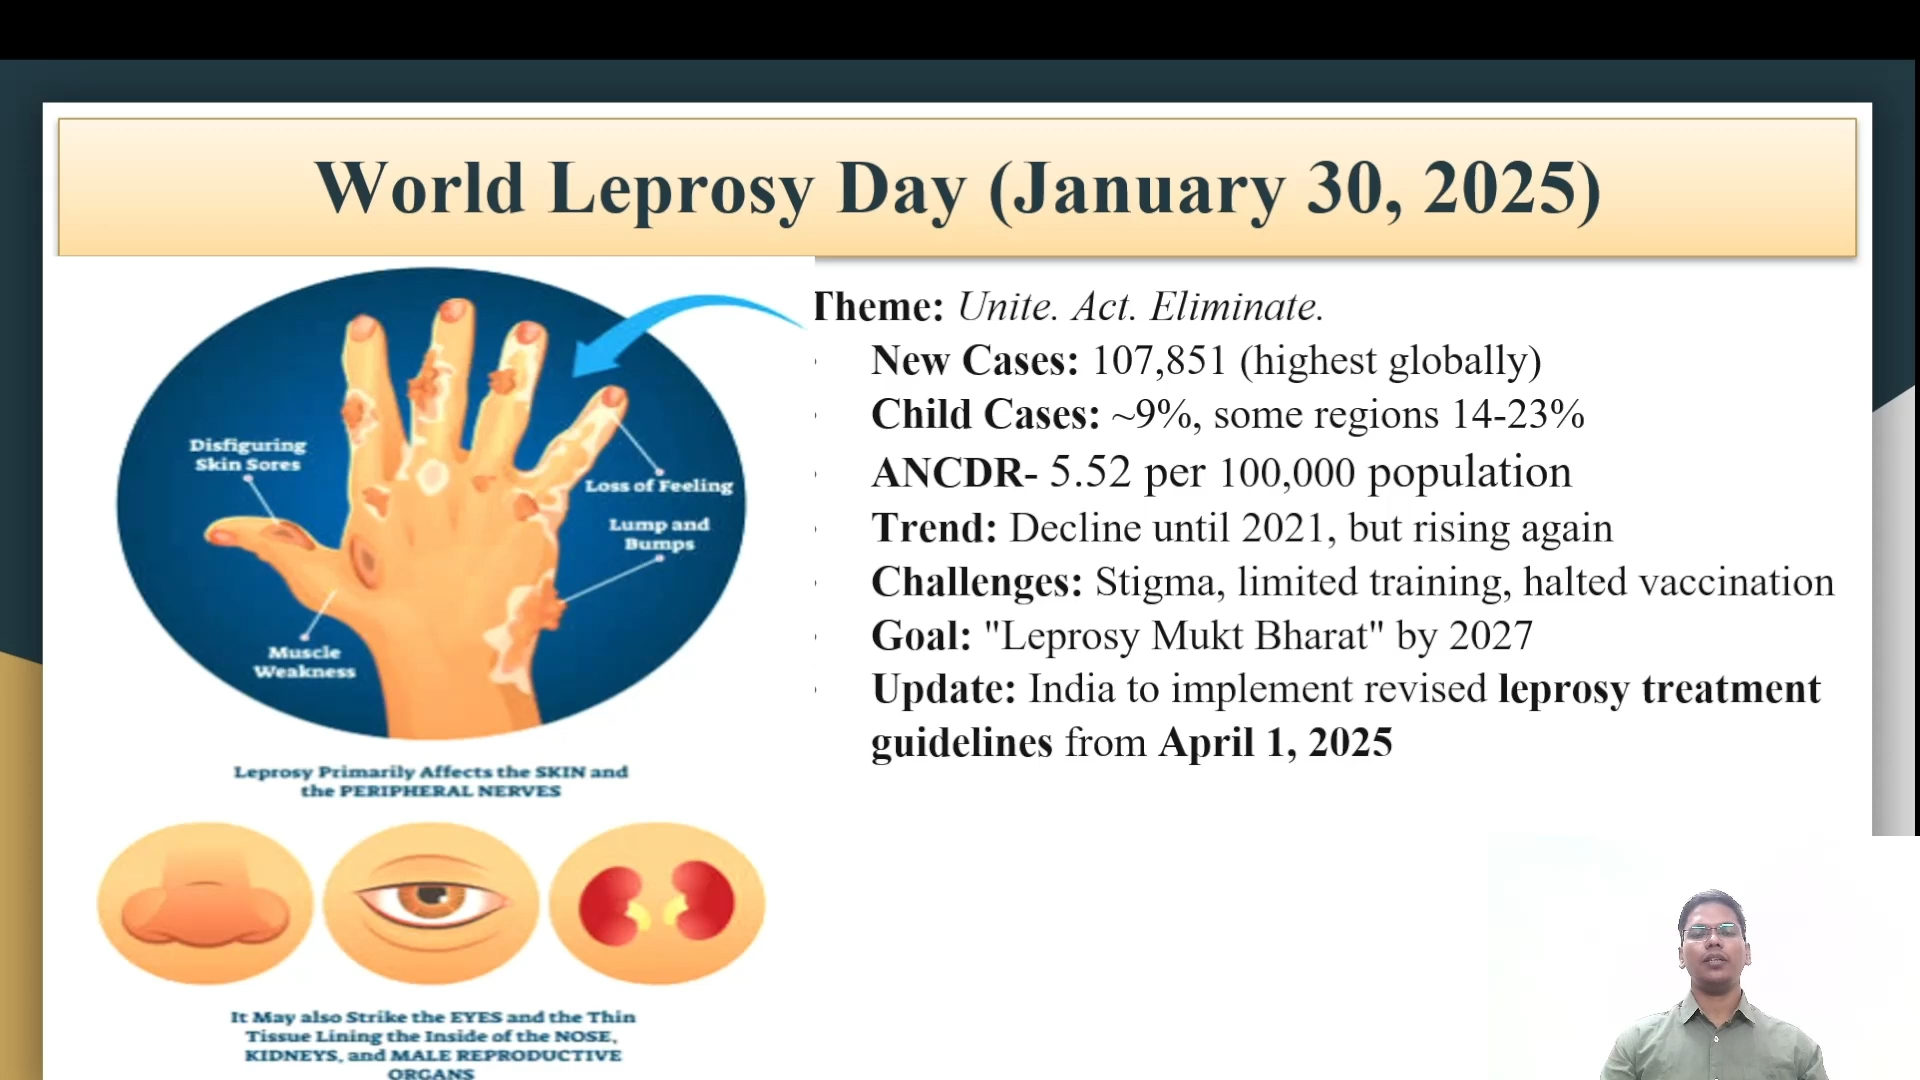 World Leprosy Day (January 30, 2025)
Theme: Unite. Act. Eliminate.
New Cases: 107,851 (highest globally)
Child Cases: ~9%, some regions 14-23%
ANCDR- 5.52 per 100,000 population
Trend: Decline until 2021, but rising again
Challenges: Stigma, limited training, halted vaccination
Goal: "Leprosy Mukt Bharat" by 2027
Update: India to implement revised leprosy treatment
guidelines from April 1, 2025
Disfiguring
Skin Sores
Loss of Feeling
Lump and
Bumps
Muscle
Weakness
Leprosy Primarily Affects the SKIN and
the PERIPHERAL NERVES
It May also Strike the EYES and the Thin
Tissue Lining the Inside of the NOSE,
KIDNEYS, and MALE REPRODUCTIVE
ORGANS